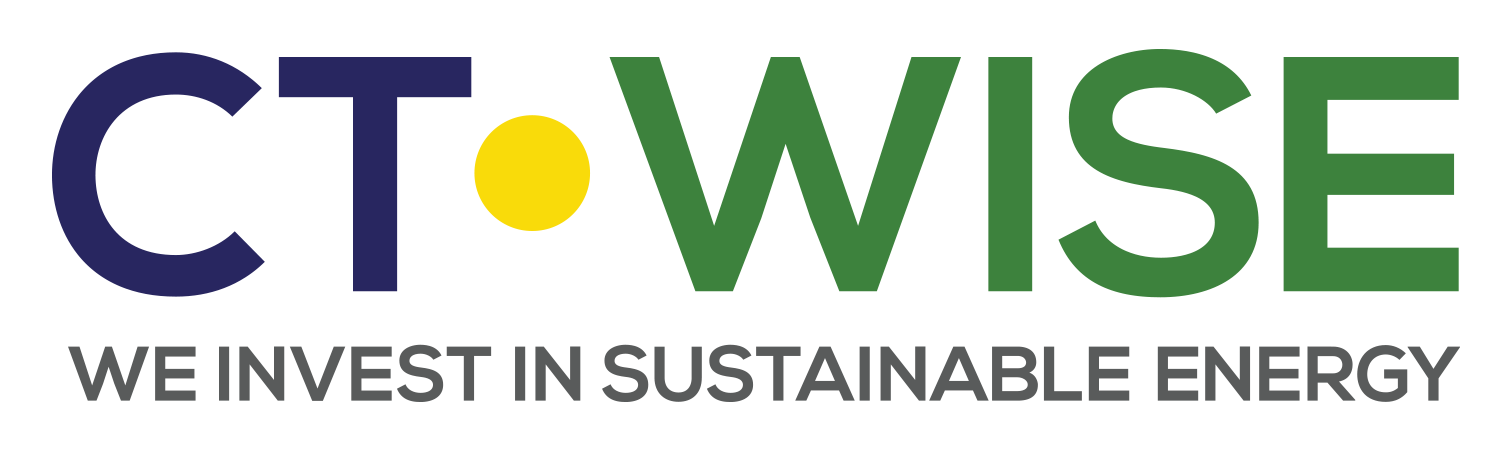 CT•WISE
WE INVEST IN SUSTAINABLE ENERGY